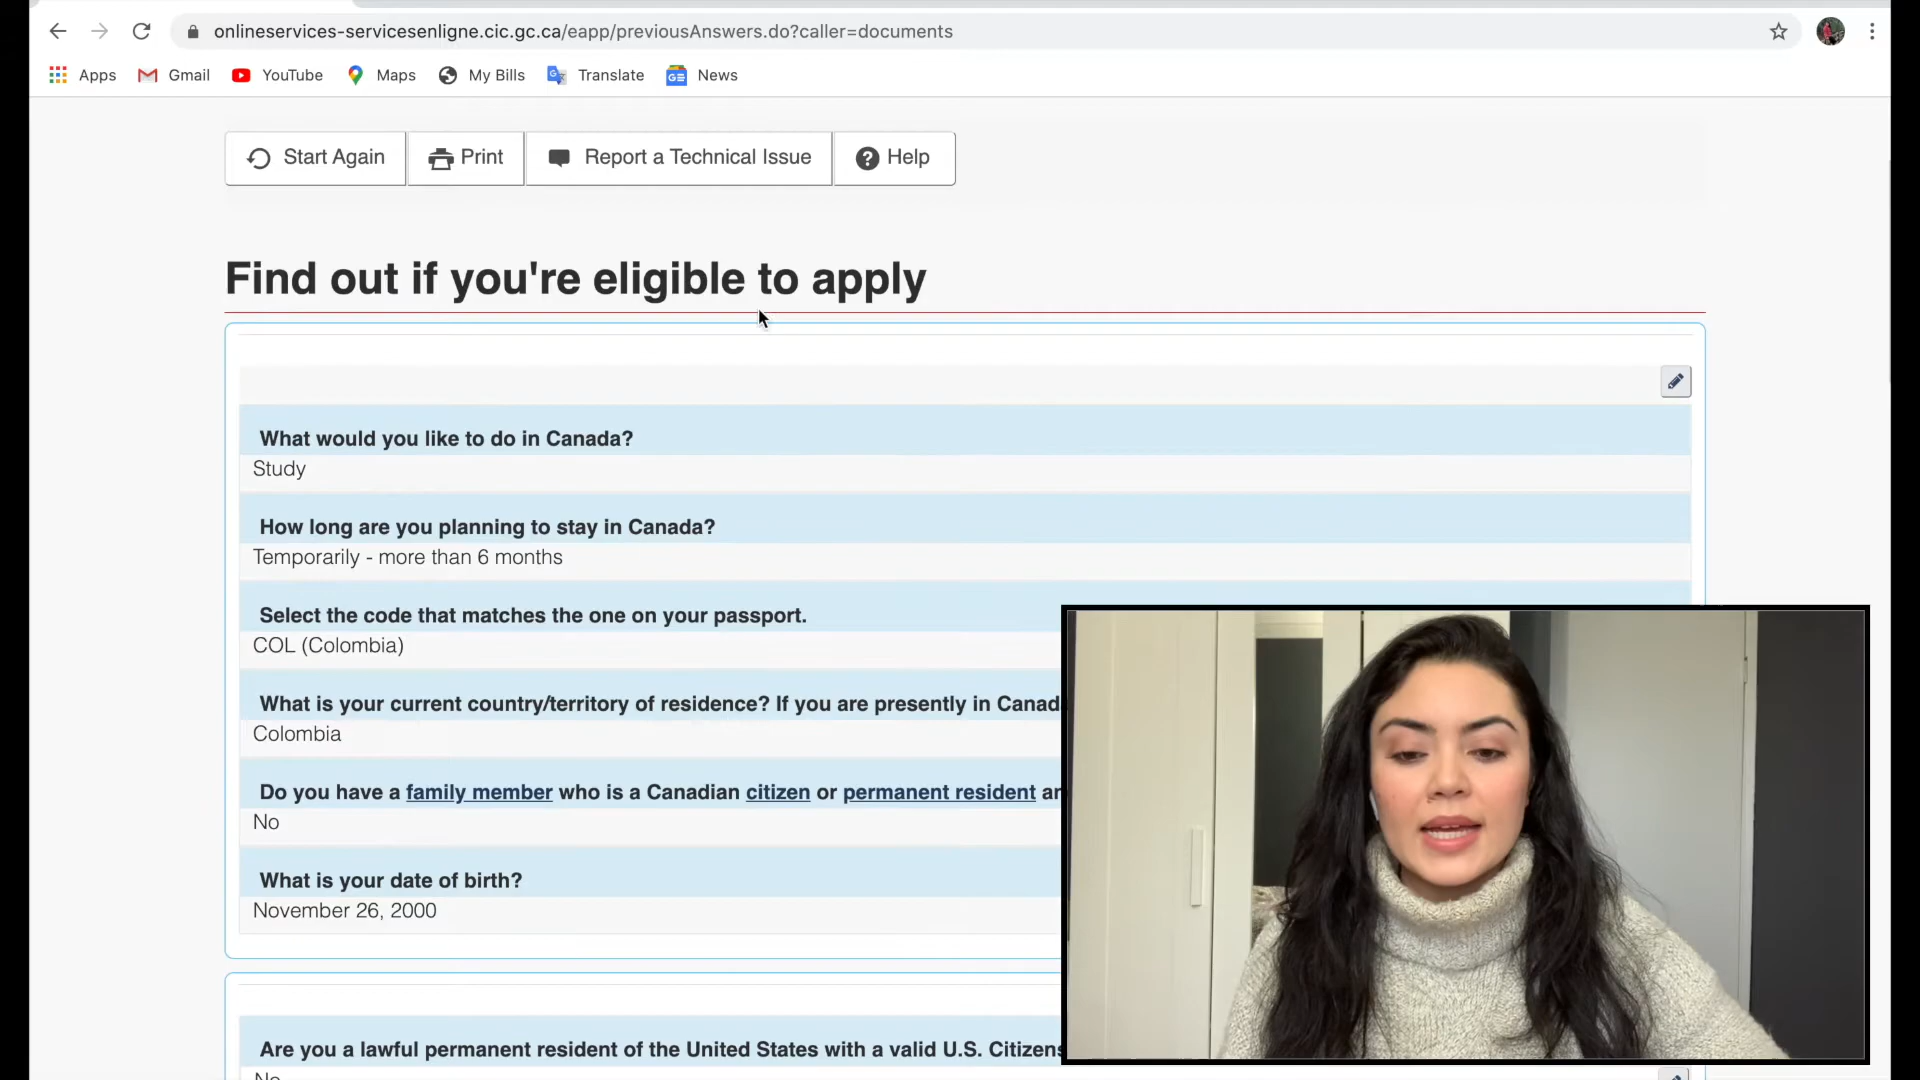 onlineservices-servicesenligne.cic.gc.ca/eapp/previousAnswers.do?caller=documents
Apps Gmail YouTube Maps My Bills Translate News
Start Again Print Report a Technical Issue Help
Find out if you're eligible to apply
What would you like to do in Canada?
Study
How long are you planning to stay in Canada?
Temporarily - more than 6 months
Select the code that matches the one on your passport.
COL (Colombia)
What is your current country/territory of residence? If you are presently in Canad
Colombia
Do you have a family member who is a Canadian citizen or permanent resident ar
No
What is your date of birth?
November 26, 2000
Are you a lawful permanent resident of the United States with a valid U.S. Citizens
No